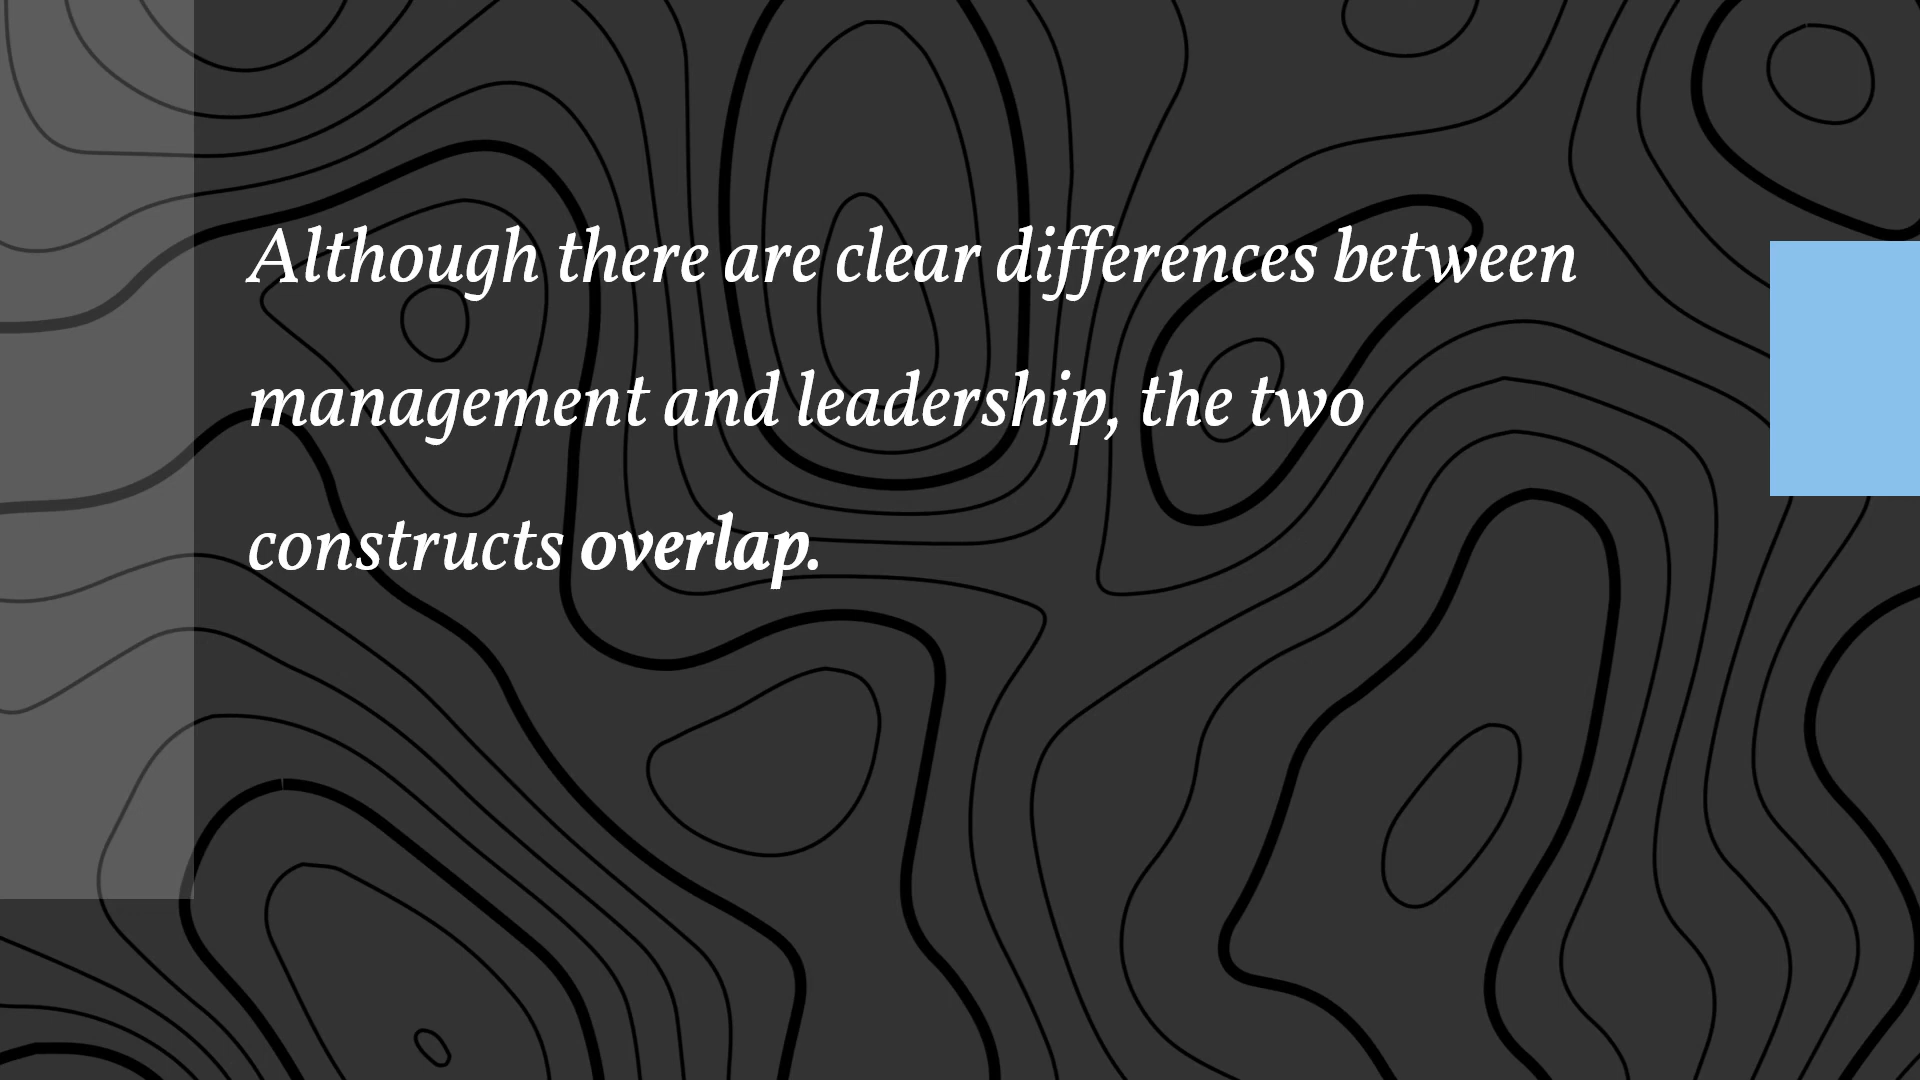 Although there are clear differences between
management and leadership, the two
constructs overlap.